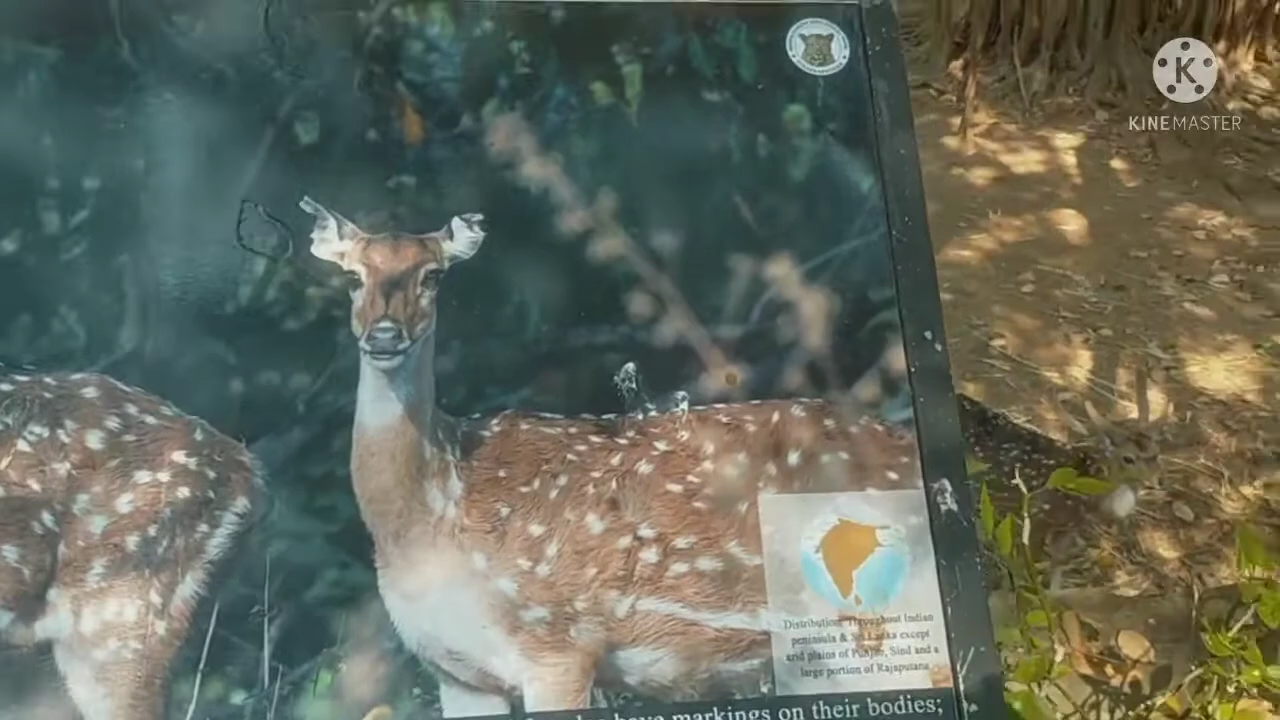 KINEMASTER
Distribution: Throughout Indian
peninsula & Sri Lanka except
arid plains of Punjab, Sind and a
large portion of Rajaputana.
have markings on their bodies;